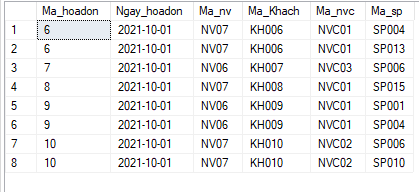 Ma_hoadon Ngay_hoadon Ma_nv Ma_Khach Ma_nvc Ma_sp
1 6 2021-10-01 NV07 KH006 NVC01 SP004
2 6 2021-10-01 NV07 KH006 NVC01 SP013
3 7 2021-10-01 NV06 KH007 NVC03 SP006
4 8 2021-10-01 NV07 KH008 NVC01 SP015
5 9 2021-10-01 NV06 KH009 NVC01 SP001
6 9 2021-10-01 NV06 KH009 NVC01 SP004
7 10 2021-10-01 NV07 KH010 NVC02 SP006
8 10 2021-10-01 NV07 KH010 NVC02 SP010